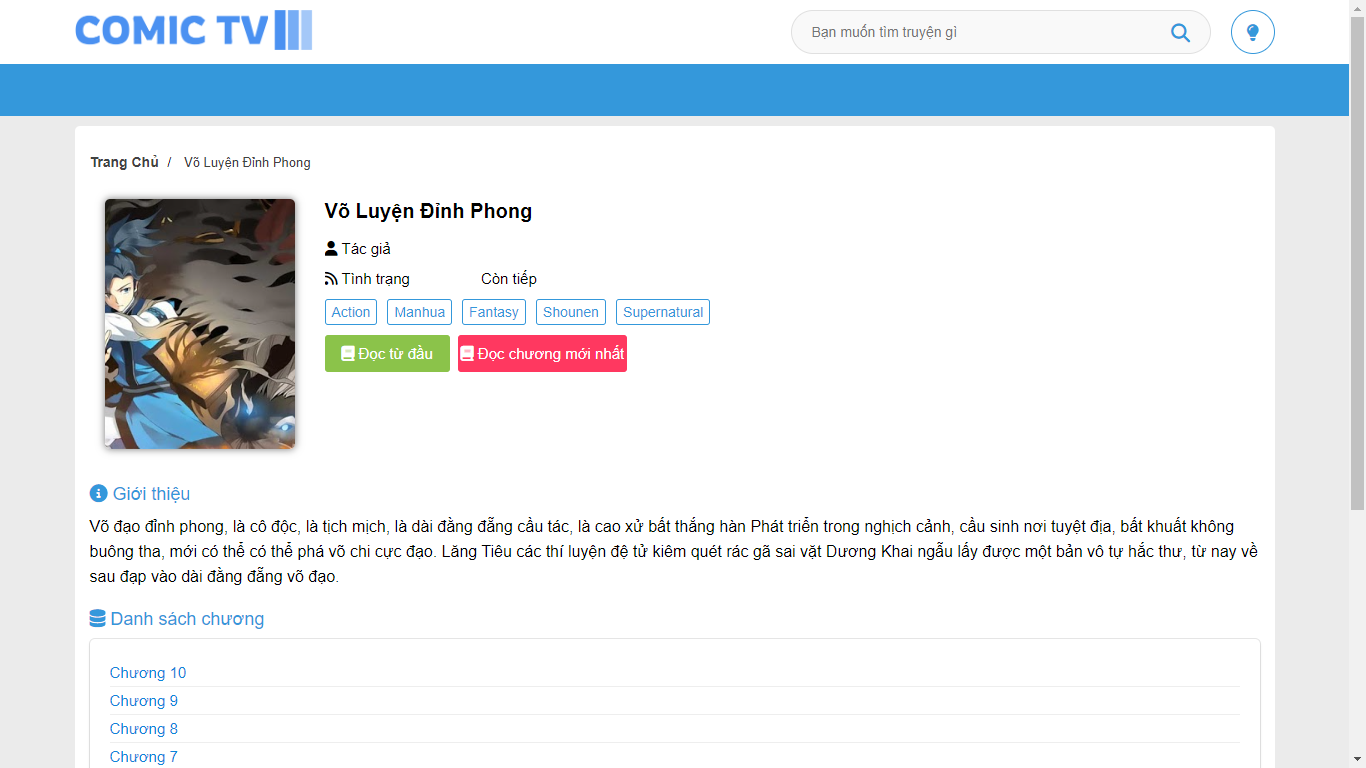 COMIC TV
Bạn muốn tìm truyện gì
Trang Chủ / Võ Luyện Đỉnh Phong
Võ Luyện Đỉnh Phong
Tác giả
Tình trạng Còn tiếp
Action Manhua Fantasy Shounen Supernatural
Đọc từ đầu Đọc chương mới nhất
Giới thiệu
Võ đạo đỉnh phong, là cô độc, là tịch mịch, là dài đằng đẵng cầu tác, là cao xử bất thắng hàn Phát triển trong nghịch cảnh, cầu sinh nơi tuyệt địa, bất khuất không
buông tha, mới có thể có thể phá võ chi cực đạo. Lăng Tiêu các thí luyện đệ tử kiêm quét rác gã sai vặt Dương Khai ngẫu lấy được một bản vô tự hắc thư, từ nay về
sau đạp vào dài đằng đẵng võ đạo.
Danh sách chương
Chương 10
Chương 9
Chương 8
Chương 7